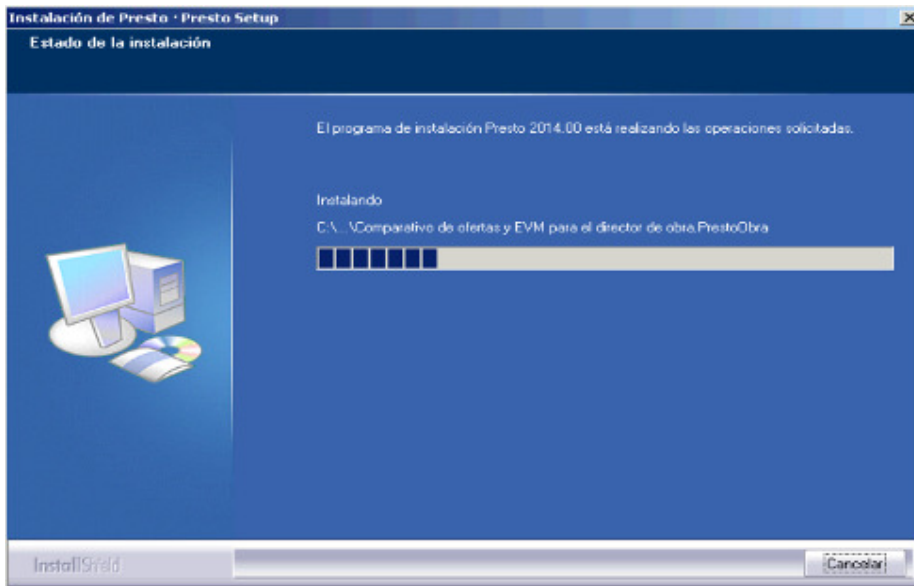 Instalación de Presto · Presto Setup
Estado de la instalación
El programa de instalación Presto 2014.00 está realizando las operaciones solicitadas.
Instalando
C:\...\Comparativo de ofertas y EVM para el director de obra.PrestoObra
InstallShield
Cancelar